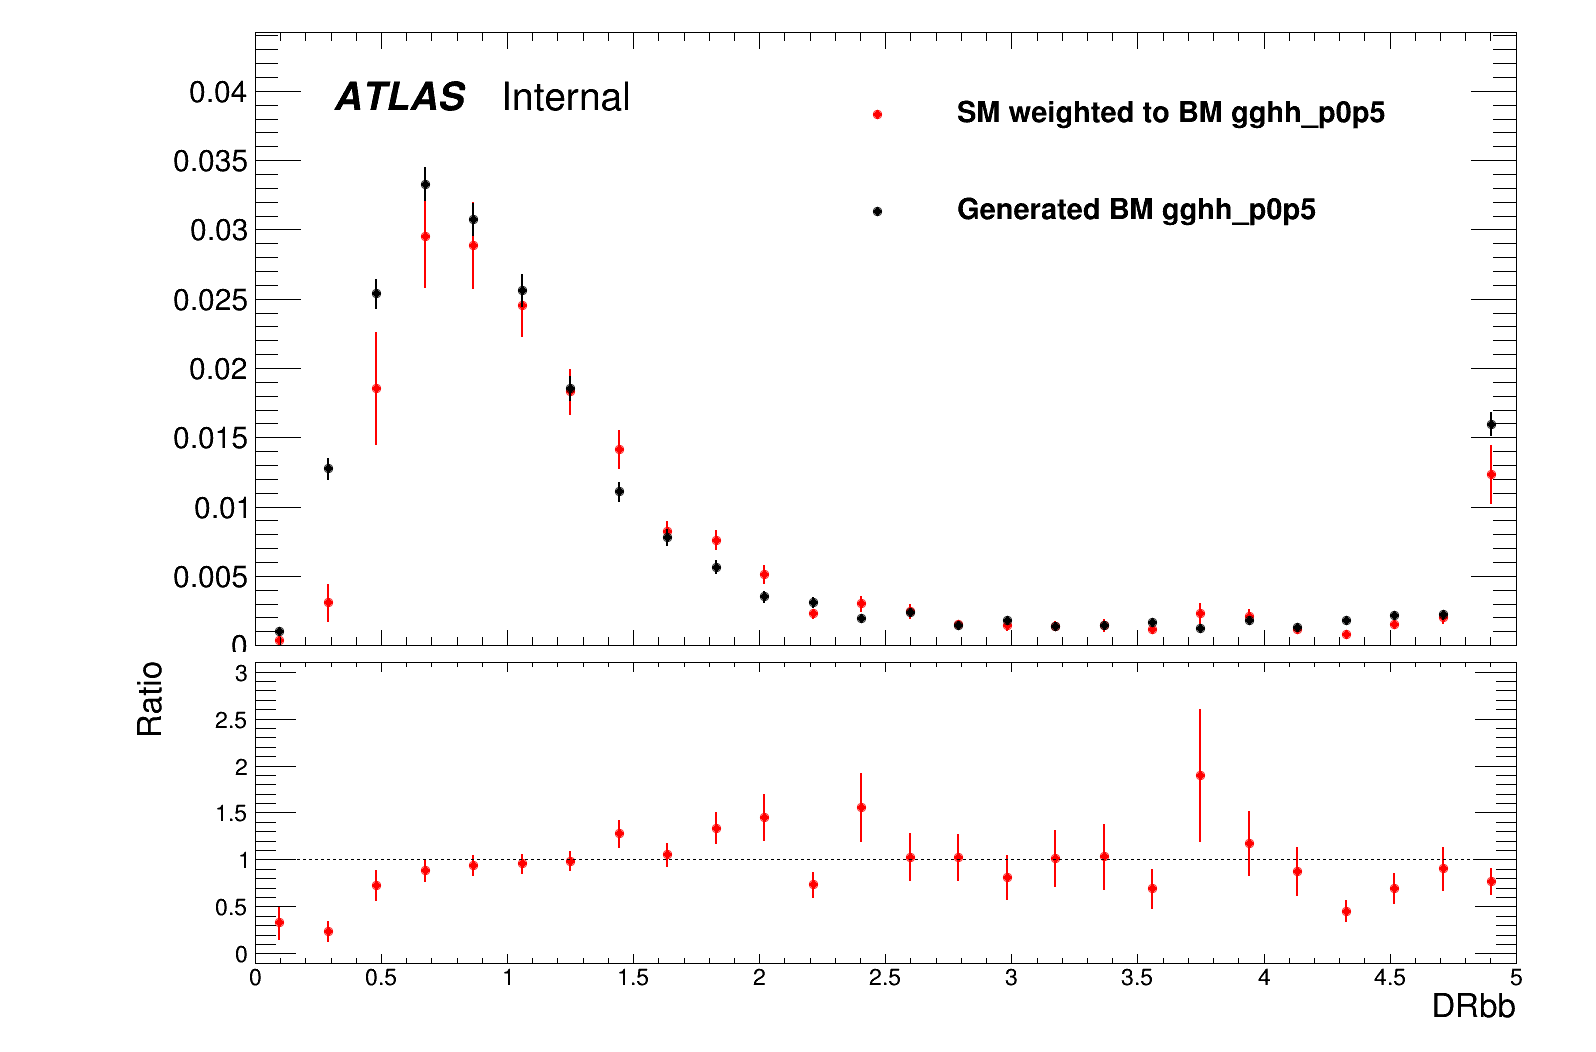 ATLAS Internal
SM weighted to BM gghh_p0p5
Generated BM gghh_p0p5
0.04
0.035
0.03
0.025
0.02
0.015
0.01
0.005
0
Ratio
3
2.5
2
1.5
1
0.5
0
0 0.5 1 1.5 2 2.5 3 3.5 4 4.5 5
DRbb